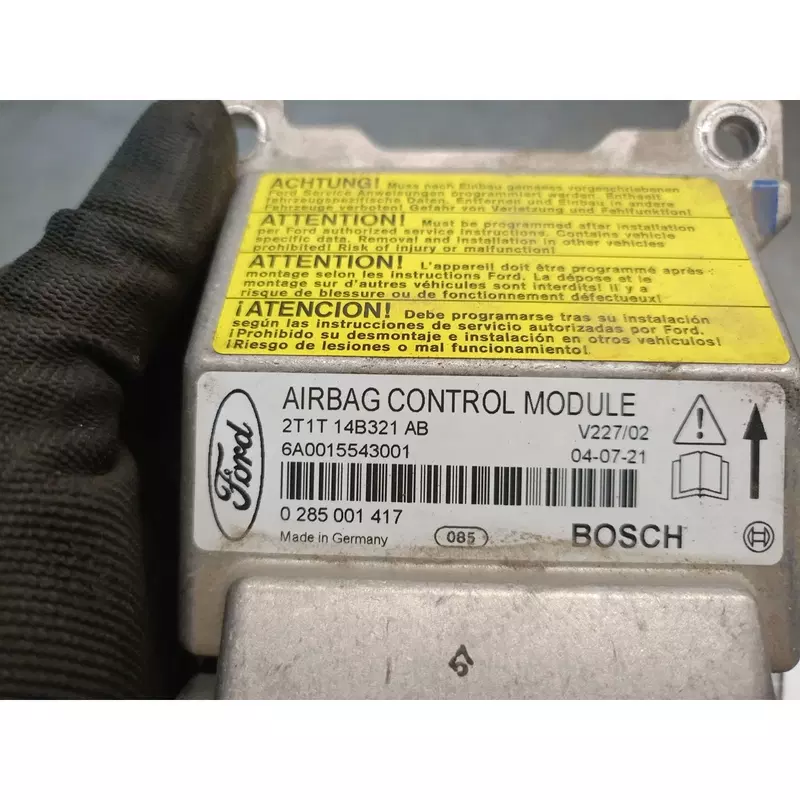 ACHTUNG! Muss nach Einbau gemäess vorgeschriebenen
Ford Service Anweisungen programmiert werden. Enthaelt
fahrzeugspezifische Daten. Entfernen und Einbau in andere
Fahrzeuge verboten! Gefahr von Verletzung und Fehlfunktion!
ATTENTION! Must be programmed after installation
per Ford authorized service instructions. Contains vehicle
specific data. Removal and Installation in other vehicles
prohibited! Risk of injury or malfunction!
ATTENTION! L'appareil doit être programmé après
montage selon les instructions Ford. La dépose et le
montage sur d'autres véhicules sont interdits! Il y a
risque de blessure ou de fonctionnement défectueux!
¡ATENCION! Debe programarse tras su instalación
según las instrucciones de servicio autorizadas por Ford.
¡Prohibido su desmontaje e instalación en otros vehículos!
¡Riesgo de lesiones o mal funcionamiento!
Ford
AIRBAG CONTROL MODULE
2T1T 14B321 AB V227/02
6A0015543001 04-07-21
0 285 001 417
Made in Germany 085 BOSCH
57